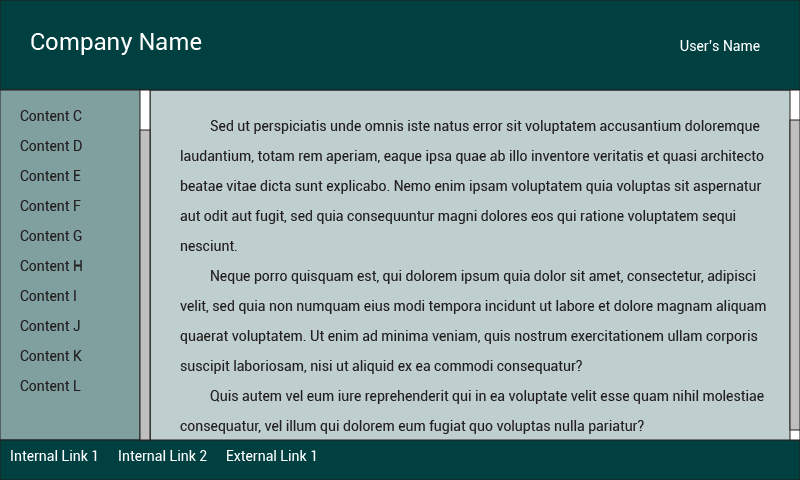 Company Name
User's Name
Content C
Content D
Content E
Content F
Content G
Content H
Content I
Content J
Content K
Content L
Sed ut perspiciatis unde omnis iste natus error sit voluptatem accusantium doloremque
laudantium, totam rem aperiam, eaque ipsa quae ab illo inventore veritatis et quasi architecto
beatae vitae dicta sunt explicabo. Nemo enim ipsam voluptatem quia voluptas sit aspernatur
aut odit aut fugit, sed quia consequuntur magni dolores eos qui ratione voluptatem sequi
nesciunt.
Neque porro quisquam est, qui dolorem ipsum quia dolor sit amet, consectetur, adipisci
velit, sed quia non numquam eius modi tempora incidunt ut labore et dolore magnam aliquam
quaerat voluptatem. Ut enim ad minima veniam, quis nostrum exercitationem ullam corporis
suscipit laboriosam, nisi ut aliquid ex ea commodi consequatur?
Quis autem vel eum iure reprehenderit qui in ea voluptate velit esse quam nihil molestiae
consequatur, vel illum qui dolorem eum fugiat quo voluptas nulla pariatur?
Internal Link 1 Internal Link 2 External Link 1